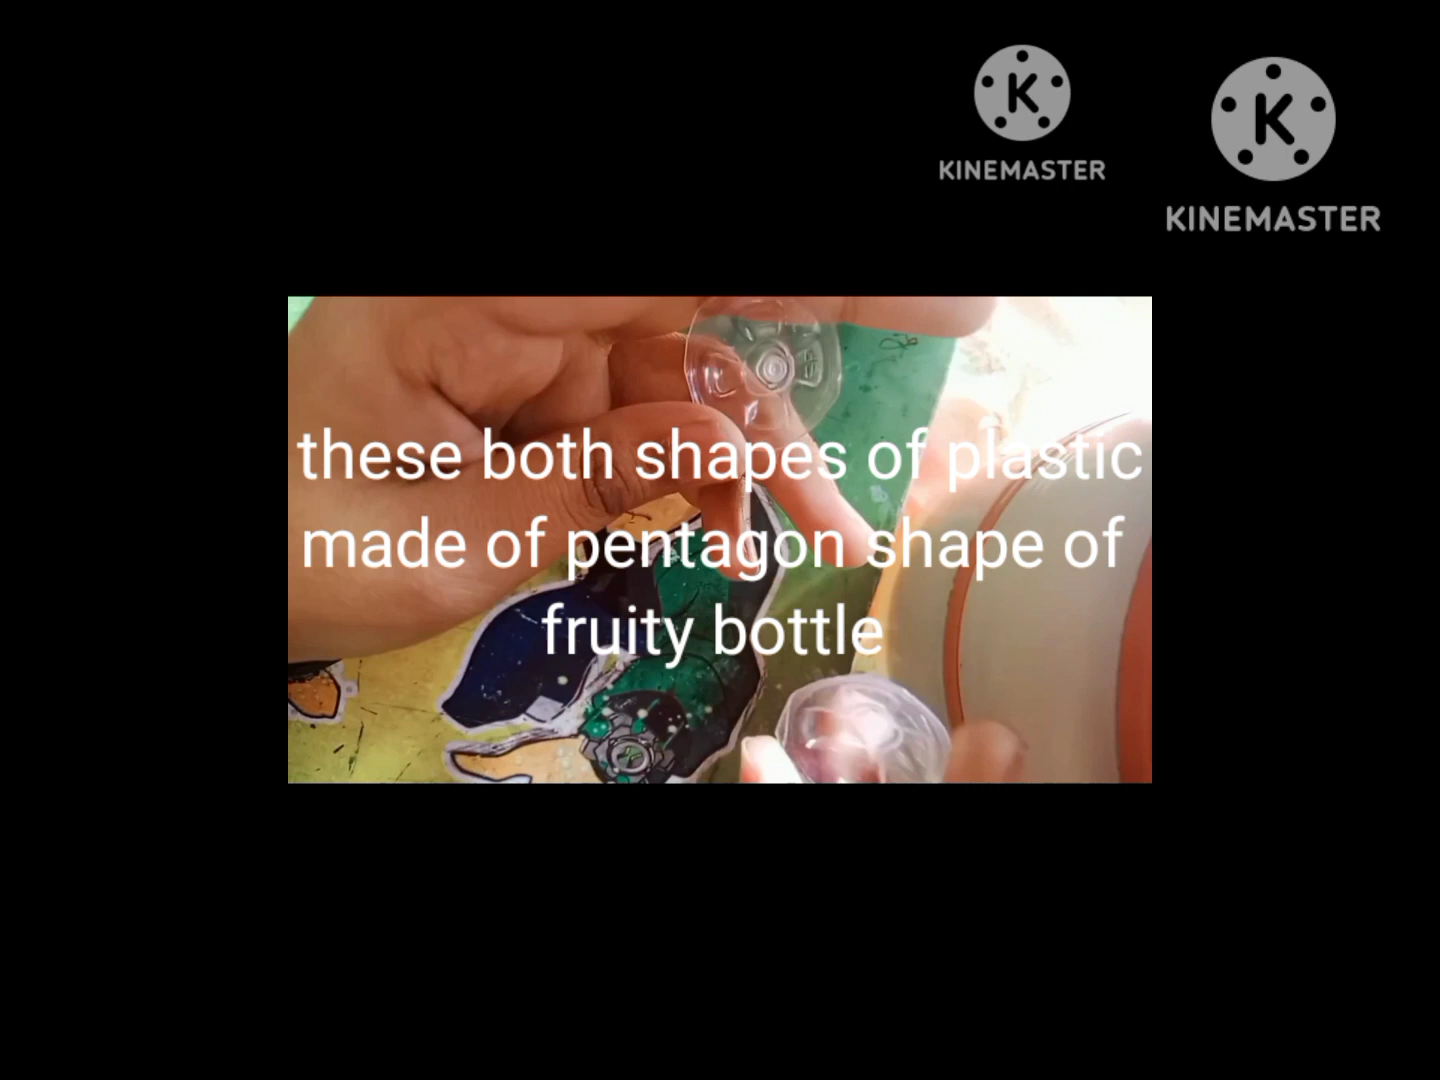 KINEMASTER
KINEMASTER
these both shapes of plastic
made of pentagon shape of
fruity bottle